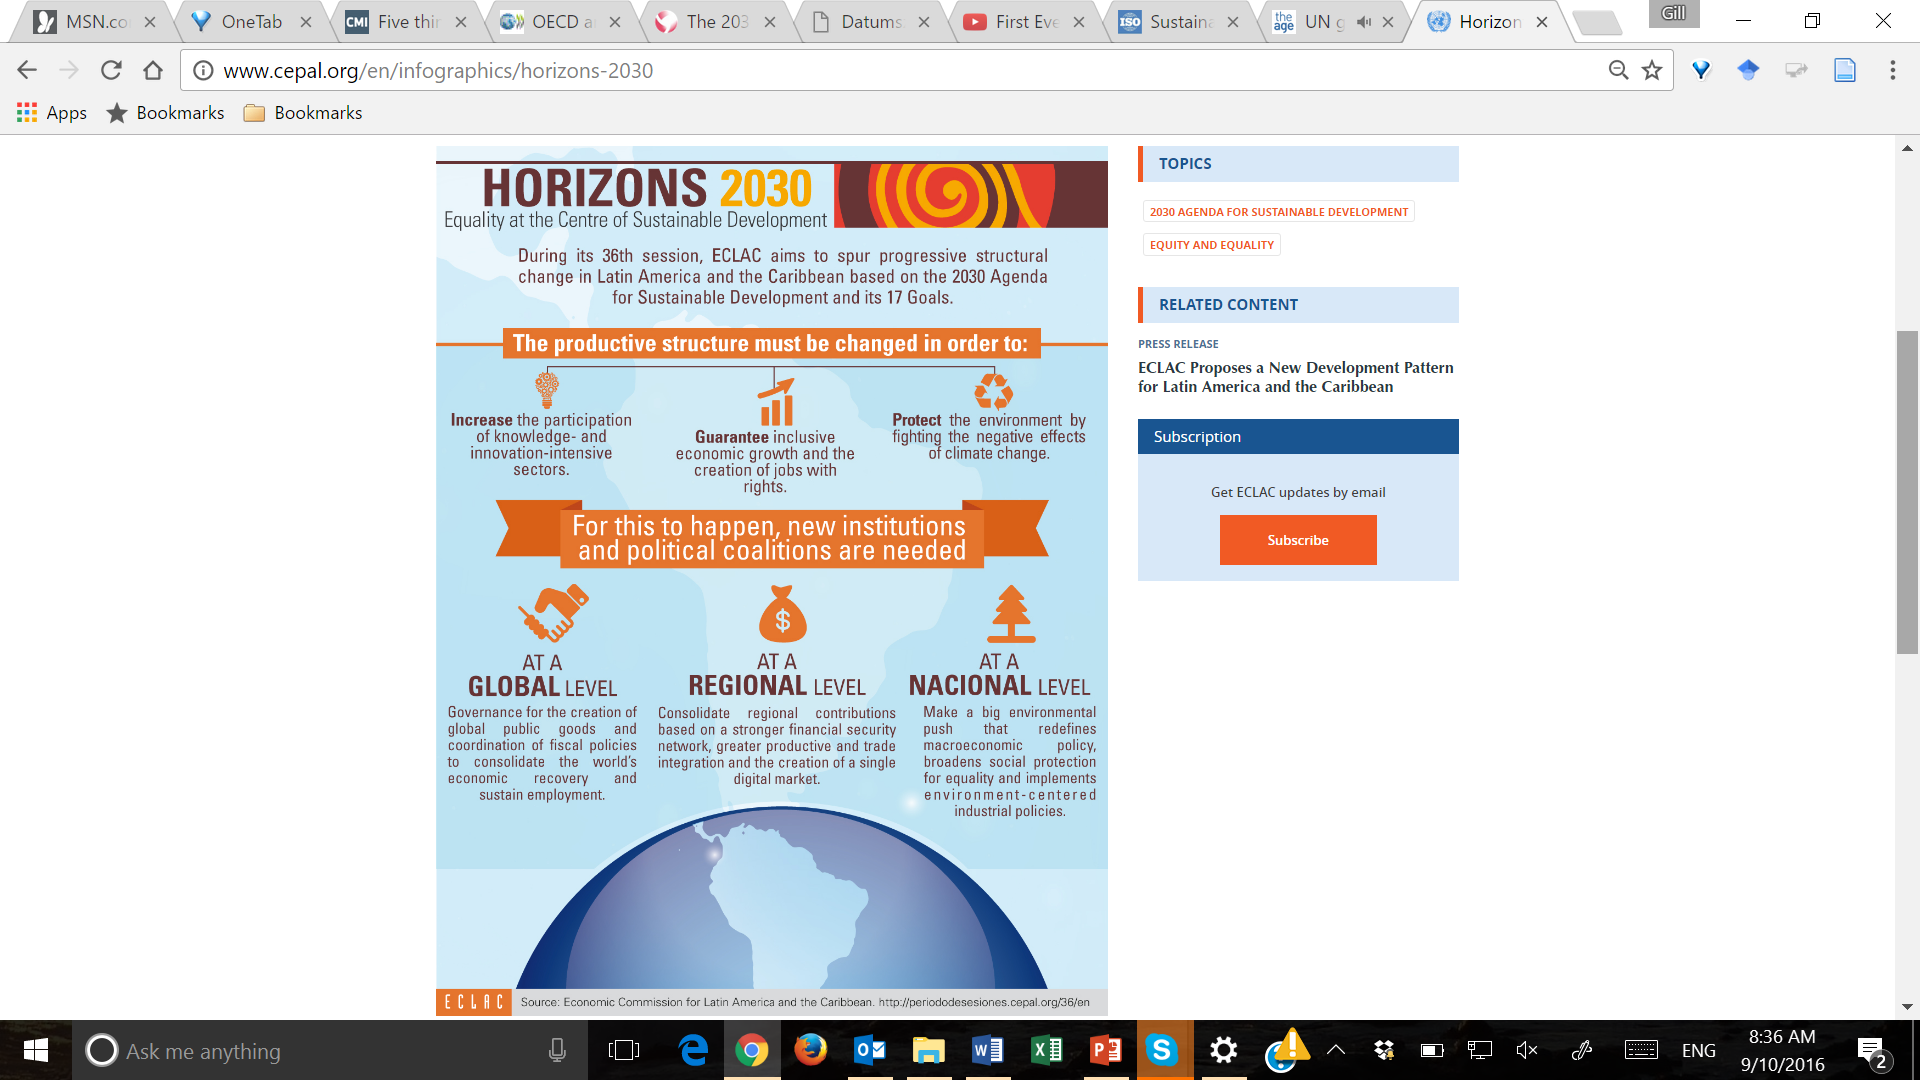 MSN.co
OneTab
CMI Five thi
OECD a
The 203
Datums
First Eve
ISO Sustain
the age UN g
Horizon
Gill
www.cepal.org/en/infographics/horizons-2030
Apps Bookmarks Bookmarks
HORIZONS 2030
Equality at the Centre of Sustainable Development
During its 36th session, ECLAC aims to spur progressive structural
change in Latin America and the Caribbean based on the 2030 Agenda
for Sustainable Development and its 17 Goals.
The productive structure must be changed in order to:
Increase the participation
of knowledge- and
innovation-intensive
sectors.
Guarantee inclusive
economic growth and the
creation of jobs with
rights.
Protect the environment by
fighting the negative effects
of climate change.
For this to happen, new institutions
and political coalitions are needed
$
AT A
GLOBAL LEVEL
Governance for the creation of
global public goods and
coordination of fiscal policies
to consolidate the world's
economic recovery and
sustain employment.
AT A
REGIONAL LEVEL
Consolidate regional contributions
based on a stronger financial security
network, greater productive and trade
integration and the creation of a single
digital market.
AT A
NACIONAL LEVEL
Make a big environmental
push that redefines
macroeconomic policy,
broadens social protection
for equality and implements
environment-centered
industrial policies.
ECLAC Source: Economic Commission for Latin America and the Caribbean. http://periododesesiones.cepal.org/36/en
TOPICS
2030 AGENDA FOR SUSTAINABLE DEVELOPMENT
EQUITY AND EQUALITY
RELATED CONTENT
PRESS RELEASE
ECLAC Proposes a New Development Pattern
for Latin America and the Caribbean
Subscription
Get ECLAC updates by email
Subscribe
Ask me anything
ENG
8:36 AM
9/10/2016
2